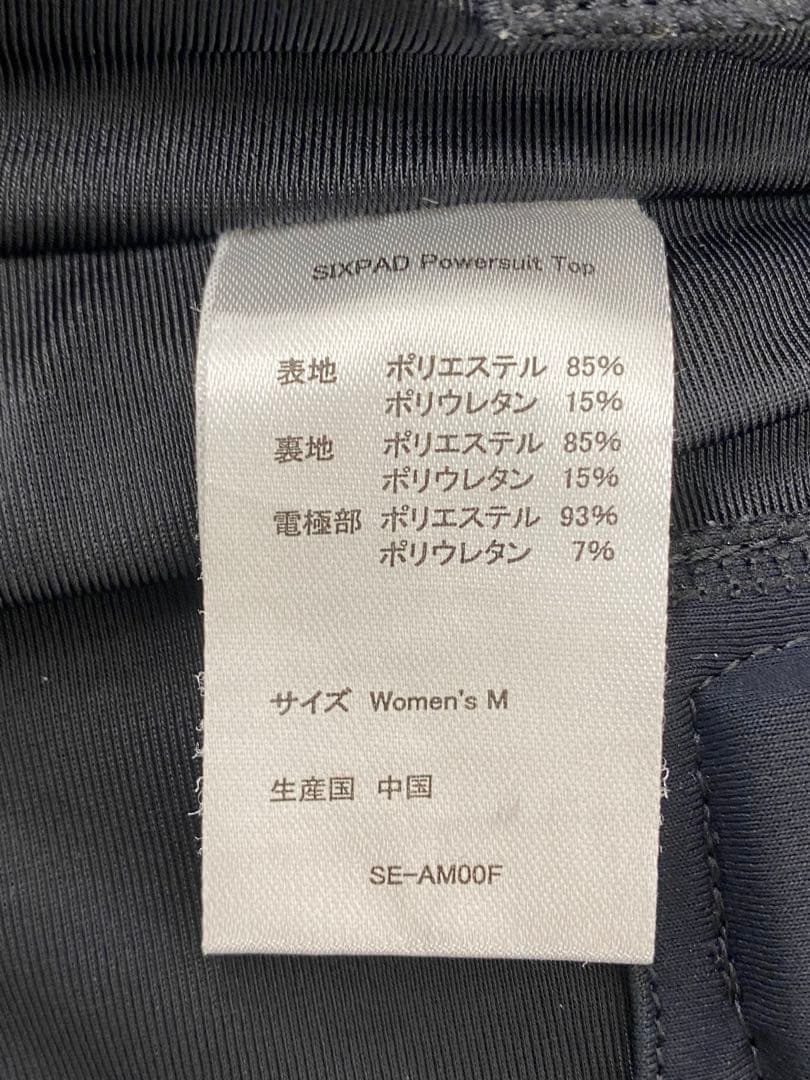 SIXPAD Powersuit Top
表地 ポリエステル 85%
ポリウレタン 15%
裏地 ポリエステル 85%
ポリウレタン 15%
電極部 ポリエステル 93%
ポリウレタン 7%
サイズ Women's M
生産国 中国
SE-AM00F